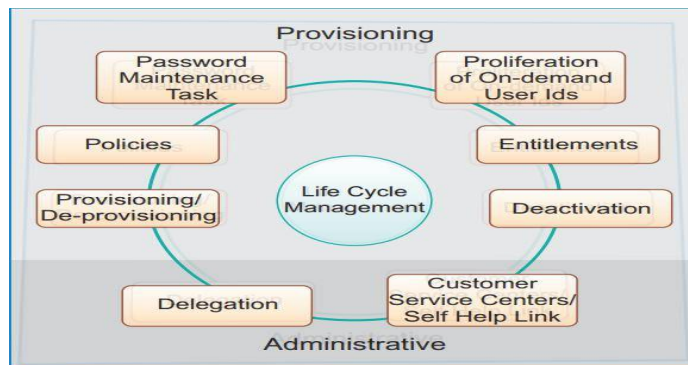 Provisioning
Password
Maintenance
Task
Proliferation
of On-demand
User Ids
Policies
Entitlements
Life Cycle
Management
Provisioning/
De-provisioning
Deactivation
Delegation
Customer
Service Centers/
Self Help Link
Administrative